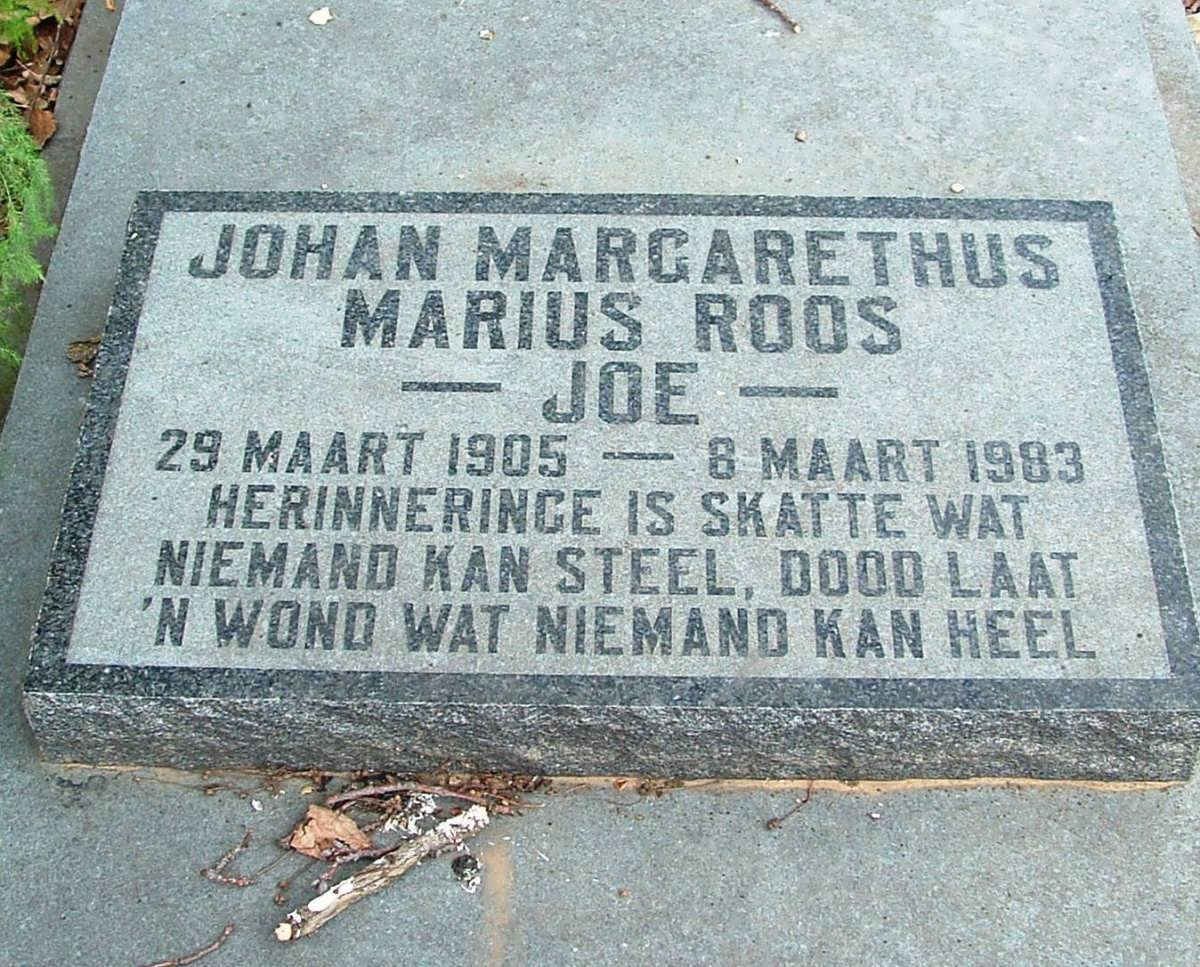 JOHAN MARGARETHUS
MARIUS ROOS
— JOE —
29 MAART 1905 — 8 MAART 1983
HERINNERINGE IS SKATTE WAT
NIEMAND KAN STEEL, DOOD LAAT
'N WOND WAT NIEMAND KAN HEEL